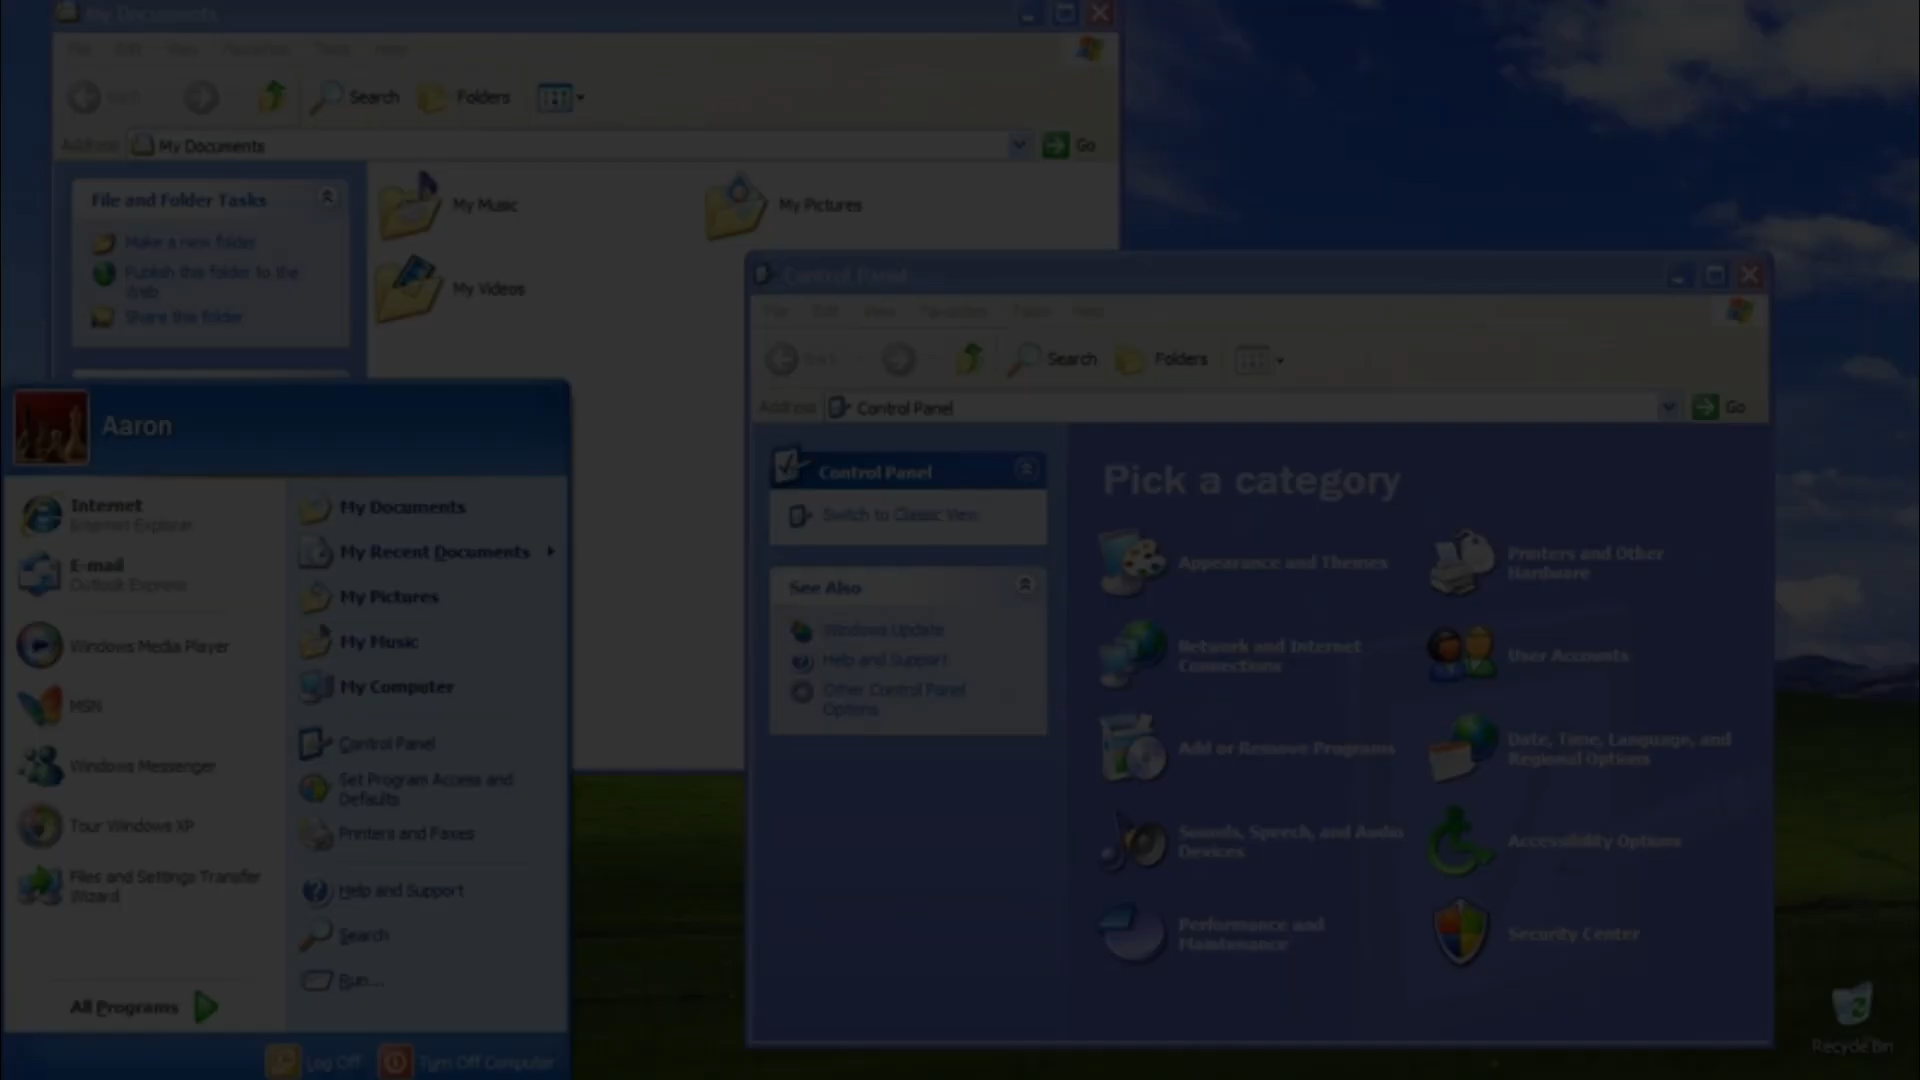 My Documents
File Edit View Favorites Tools Help
Back Search Folders
Address My Documents Go
File and Folder Tasks
Make a new folder
Publish this folder to the
Web
Share this folder
My Music
My Pictures
My Videos
Control Panel
File Edit View Favorites Tools Help
Back Search Folders
Address Control Panel Go
Control Panel
Switch to Classic View
See Also
Windows Update
Help and Support
Other Control Panel
Options
Pick a category
Appearance and Themes
Printers and Other
Hardware
Network and Internet
Connections
User Accounts
Add or Remove Programs
Date, Time, Language, and
Regional Options
Sounds, Speech, and Audio
Devices
Accessibility Options
Performance and
Maintenance
Security Center
Aaron
Internet
Internet Explorer
E-mail
Outlook Express
Windows Media Player
MSN
Windows Messenger
Tour Windows XP
Files and Settings Transfer
Wizard
All Programs
My Documents
My Recent Documents
My Pictures
My Music
My Computer
Control Panel
Set Program Access and
Defaults
Printers and Faxes
Help and Support
Search
Run...
Log Off
Turn Off Computer
Recycle Bin